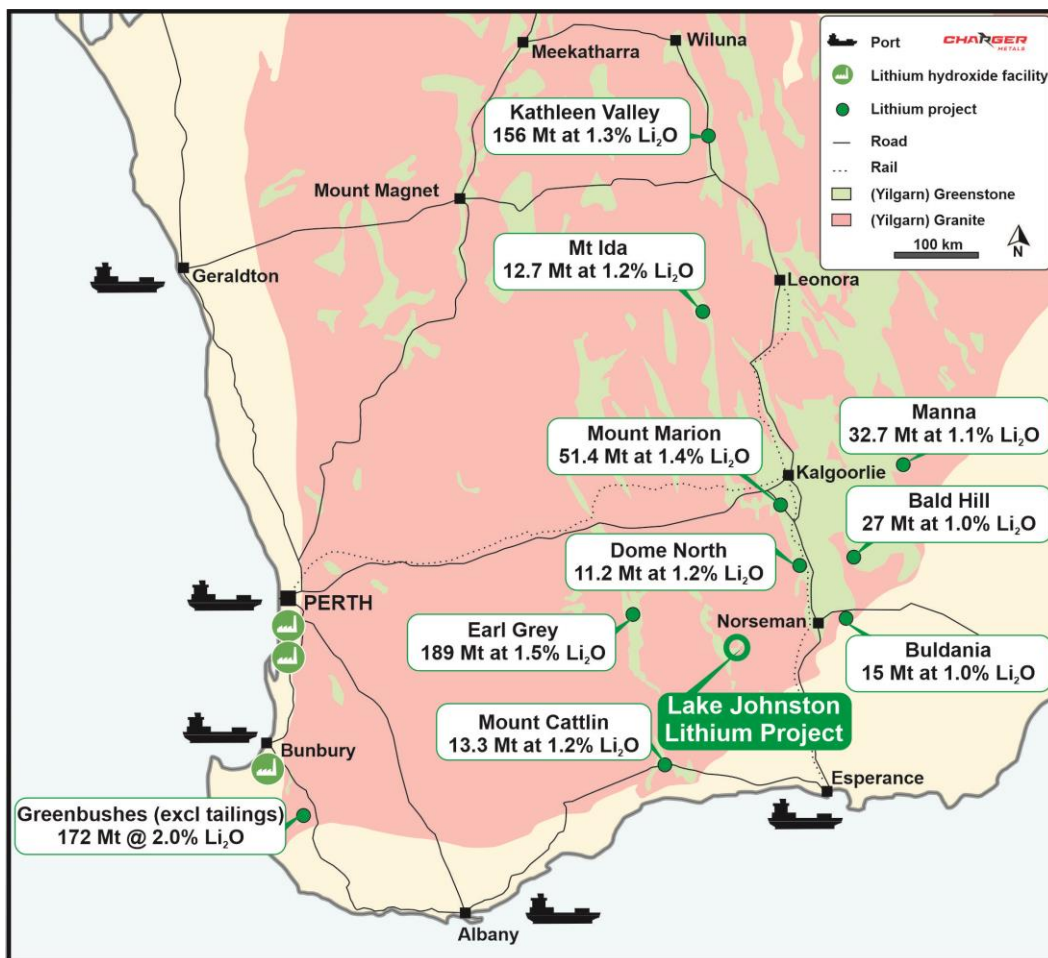 Meekatharra
Wiluna
Port
CHARGER
METALS
Lithium hydroxide facility
Lithium project
Road
Rail
(Yilgarn) Greenstone
(Yilgarn) Granite
100 km
N
Kathleen Valley
156 Mt at 1.3% Li₂O
Mount Magnet
Geraldton
Mt Ida
12.7 Mt at 1.2% Li₂O
Leonora
Manna
32.7 Mt at 1.1% Li₂O
Mount Marion
51.4 Mt at 1.4% Li₂O
Kalgoorlie
Bald Hill
27 Mt at 1.0% Li₂O
Dome North
11.2 Mt at 1.2% Li₂O
PERTH
Earl Grey
189 Mt at 1.5% Li₂O
Norseman
Buldania
15 Mt at 1.0% Li₂O
Lake Johnston
Lithium Project
Mount Cattlin
13.3 Mt at 1.2% Li₂O
Bunbury
Esperance
Greenbushes (excl tailings)
172 Mt @ 2.0% Li₂O
Albany